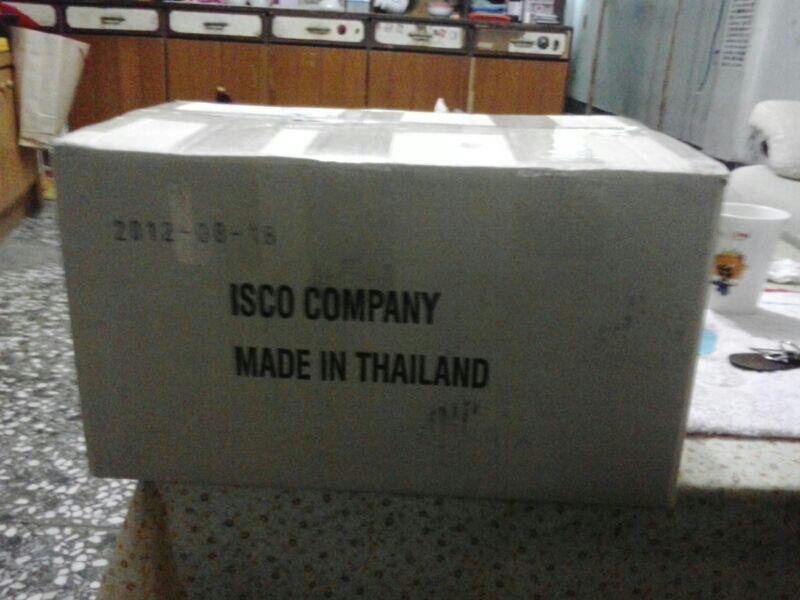 2012-08-18
ISCO COMPANY
MADE IN THAILAND